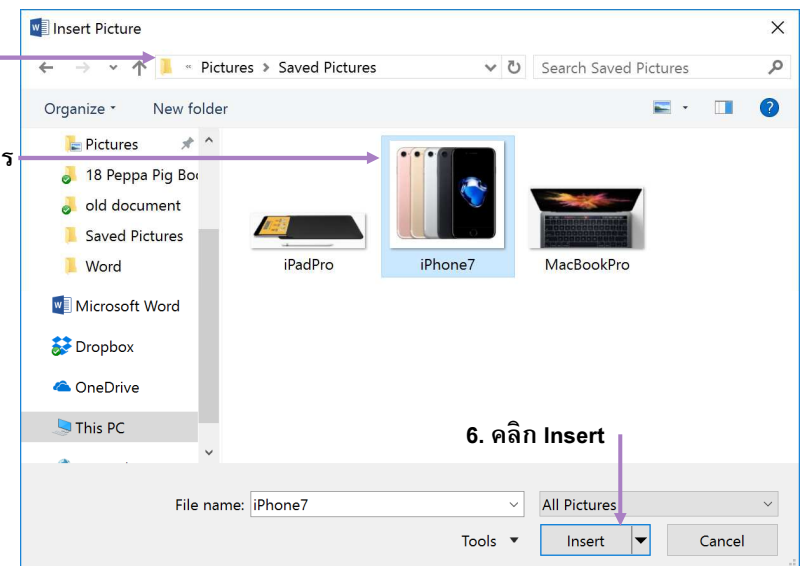 Insert Picture
« Pictures > Saved Pictures
Search Saved Pictures
Organize
New folder
?
Pictures
ร
18 Peppa Pig Boo
old document
Saved Pictures
Word
iPadPro
iPhone7
MacBookPro
Microsoft Word
Dropbox
OneDrive
This PC
6. คลิก Insert
File name: iPhone7
All Pictures
Tools
Insert
Cancel